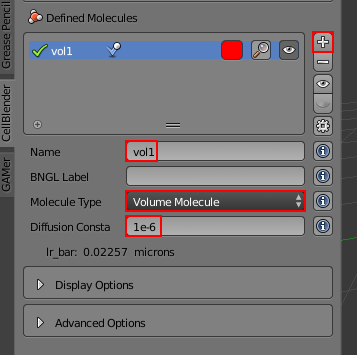 Grease Pencil
CellBlender
GAMer
Defined Molecules
vol1
Name vol1
BNGL Label
Molecule Type Volume Molecule
Diffusion Consta 1e-6
lr_bar: 0.02257 microns
Display Options
Advanced Options